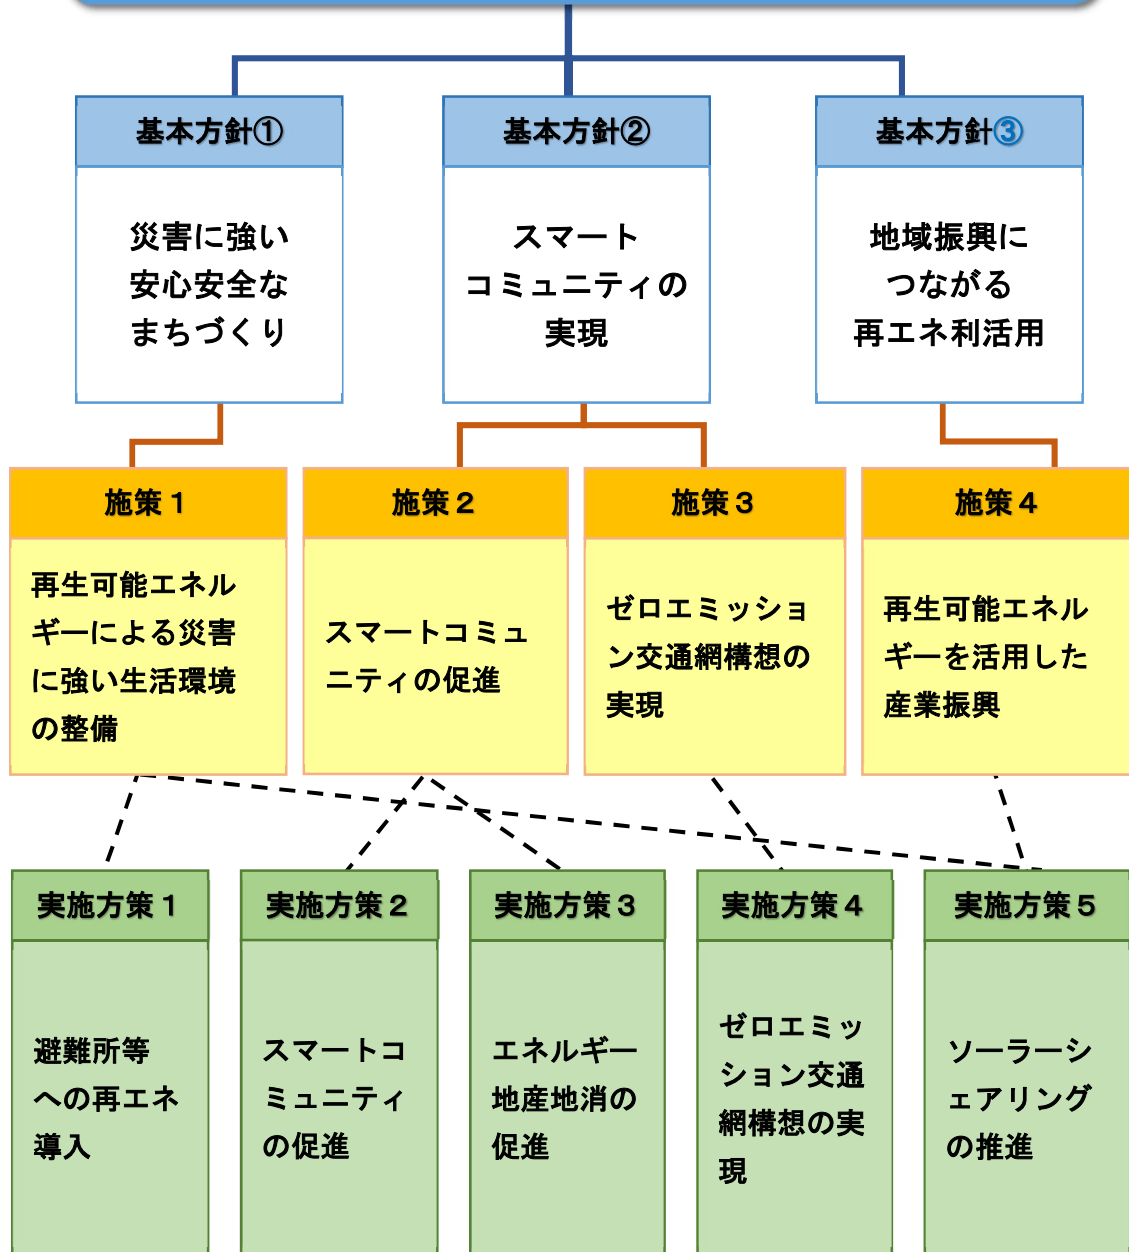 基本方針①
災害に強い
安心安全な
まちづくり
基本方針②
スマート
コミュニティの
実現
基本方針③
地域振興に
つながる
再エネ利活用
施策１
再生可能エネル
ギーによる災害
に強い生活環境
の整備
施策２
スマートコミュ
ニティの促進
施策３
ゼロエミッショ
ン交通網構想の
実現
施策４
再生可能エネル
ギーを活用した
産業振興
実施方策１
避難所等
への再エネ
導入
実施方策２
スマートコ
ミュニティ
の促進
実施方策３
エネルギー
地産地消の
促進
実施方策４
ゼロエミッ
ション交通
網構想の実
現
実施方策５
ソーラーシ
ェアリング
の推進